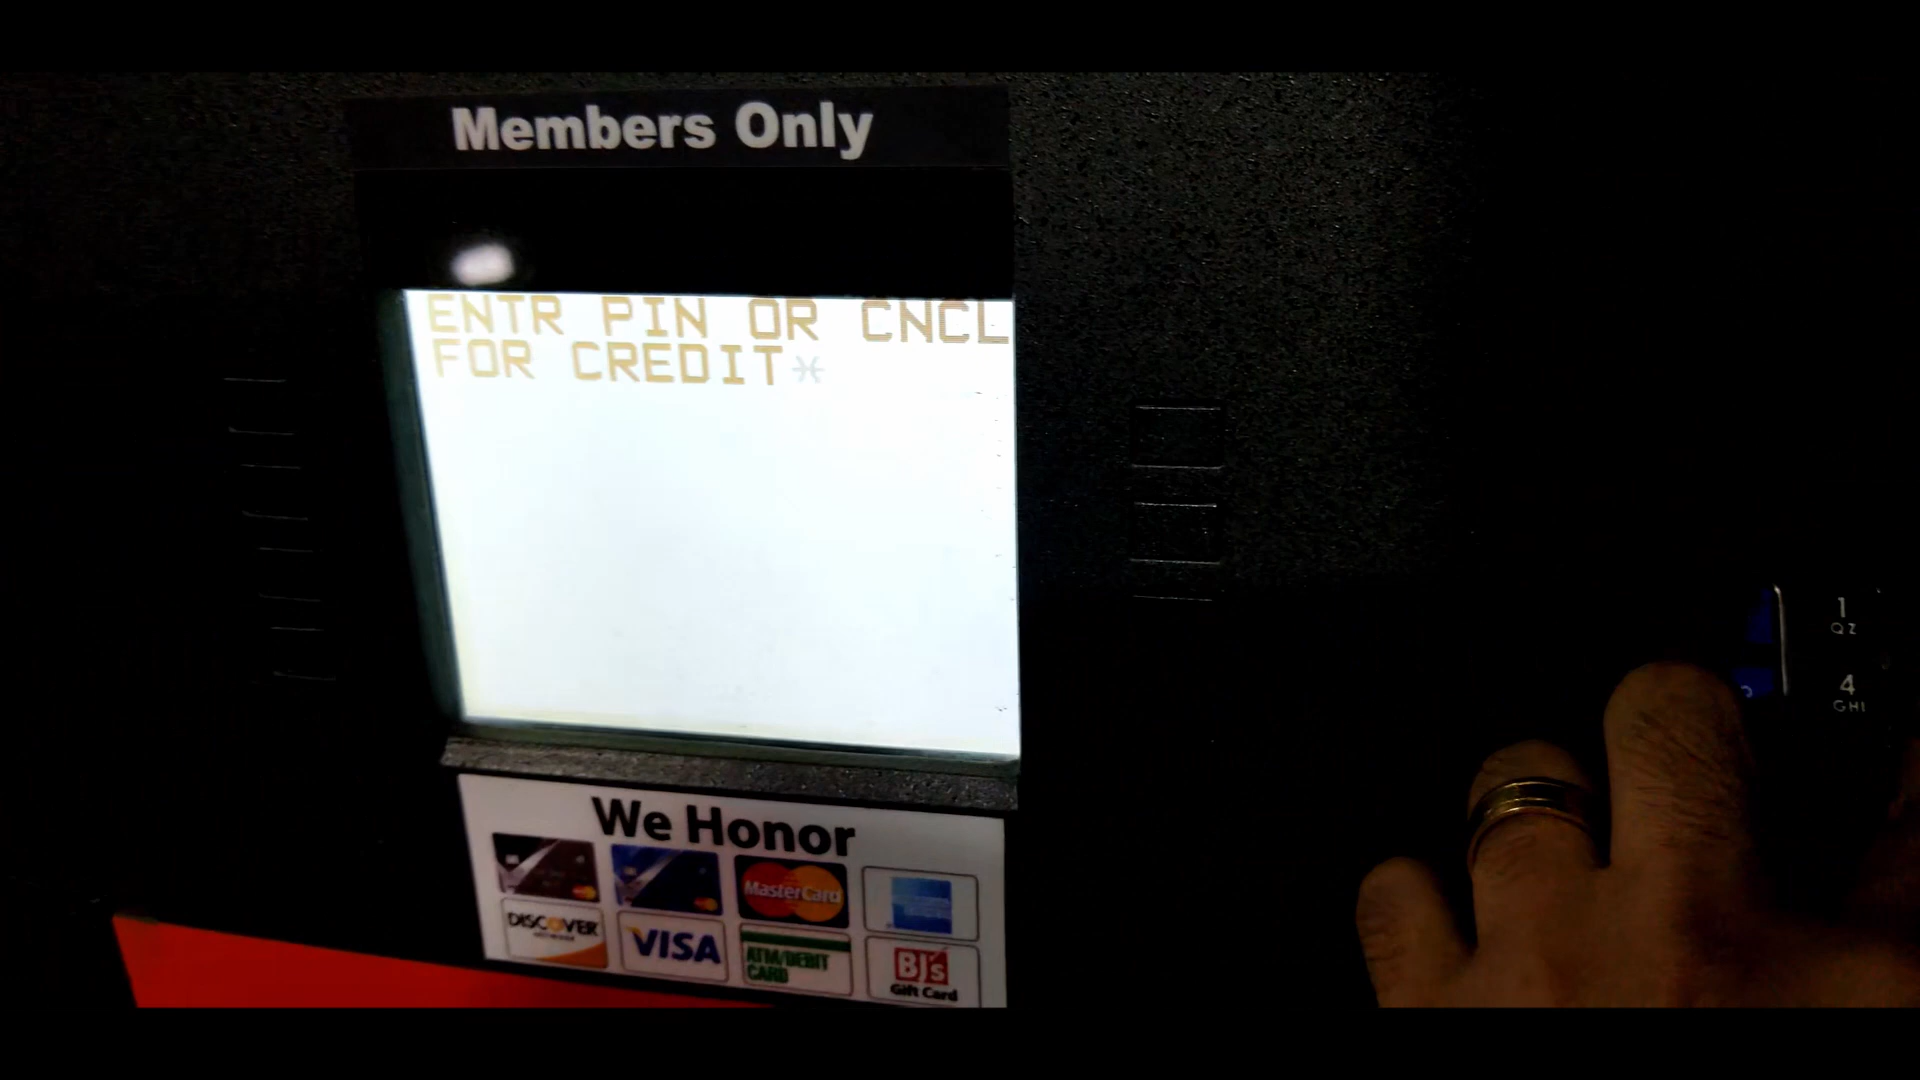 Members Only
ENTR PIN OR CNCL
FOR CREDIT*
We Honor
MasterCard
DISCOVER
VISA
ATM/DEBIT
CARD
BJ's
Gift Card
1
QZ
4
GHI